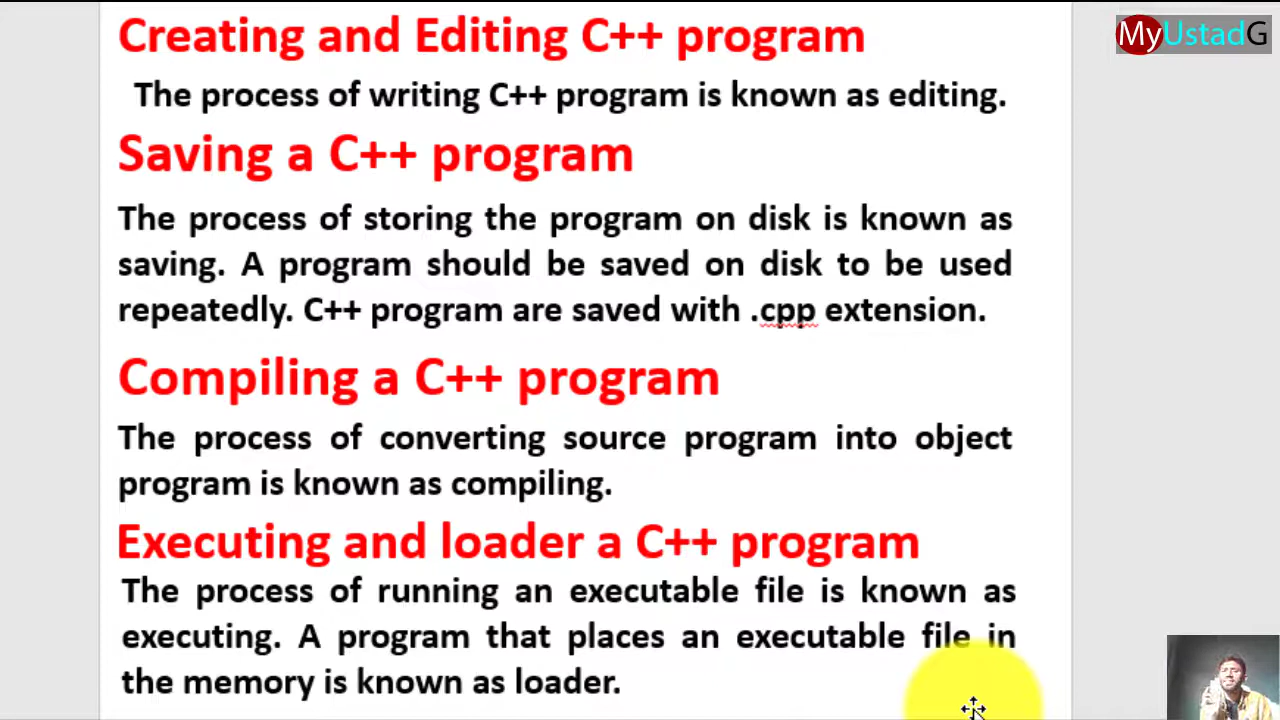 Creating and Editing C++ program
MyUstadG
The process of writing C++ program is known as editing.
Saving a C++ program
The process of storing the program on disk is known as
saving. A program should be saved on disk to be used
repeatedly. C++ program are saved with .cpp extension.
Compiling a C++ program
The process of converting source program into object
program is known as compiling.
Executing and loader a C++ program
The process of running an executable file is known as
executing. A program that places an executable file in
the memory is known as loader.